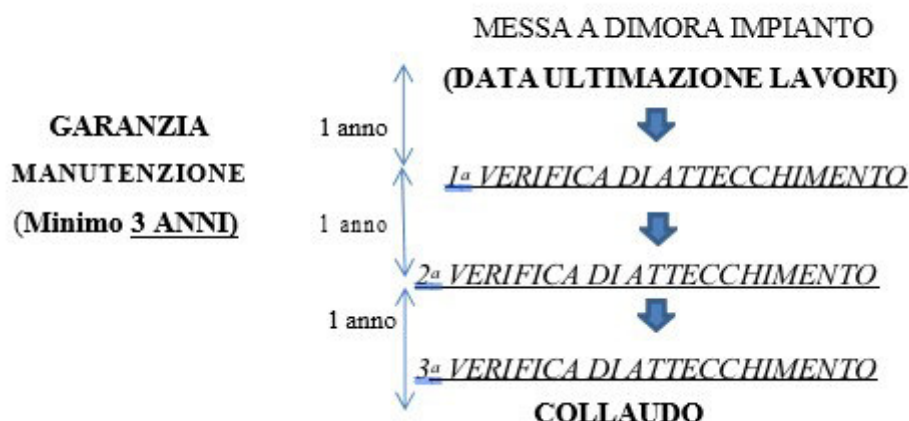 MESSA A DIMORA IMPIANTO
(DATA ULTIMAZIONE LAVORI)
GARANZIA
MANUTENZIONE
(Minimo 3 ANNI)
1 anno
1ª VERIFICA DI ATTECCHIMENTO
1 anno
2ª VERIFICA DI ATTECCHIMENTO
1 anno
3ª VERIFICA DI ATTECCHIMENTO
COLLAUDO